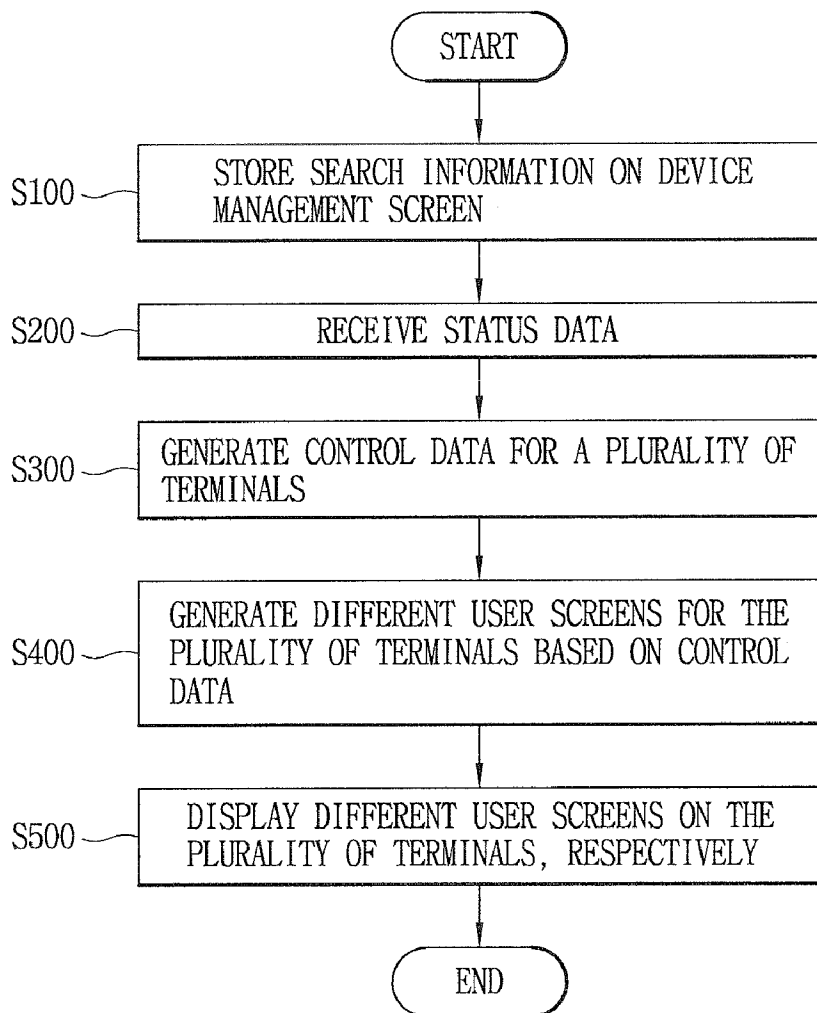 START
S100
STORE SEARCH INFORMATION ON DEVICE
MANAGEMENT SCREEN
S200
RECEIVE STATUS DATA
S300
GENERATE CONTROL DATA FOR A PLURALITY OF
TERMINALS
S400
GENERATE DIFFERENT USER SCREENS FOR THE
PLURALITY OF TERMINALS BASED ON CONTROL
DATA
S500
DISPLAY DIFFERENT USER SCREENS ON THE
PLURALITY OF TERMINALS, RESPECTIVELY
END